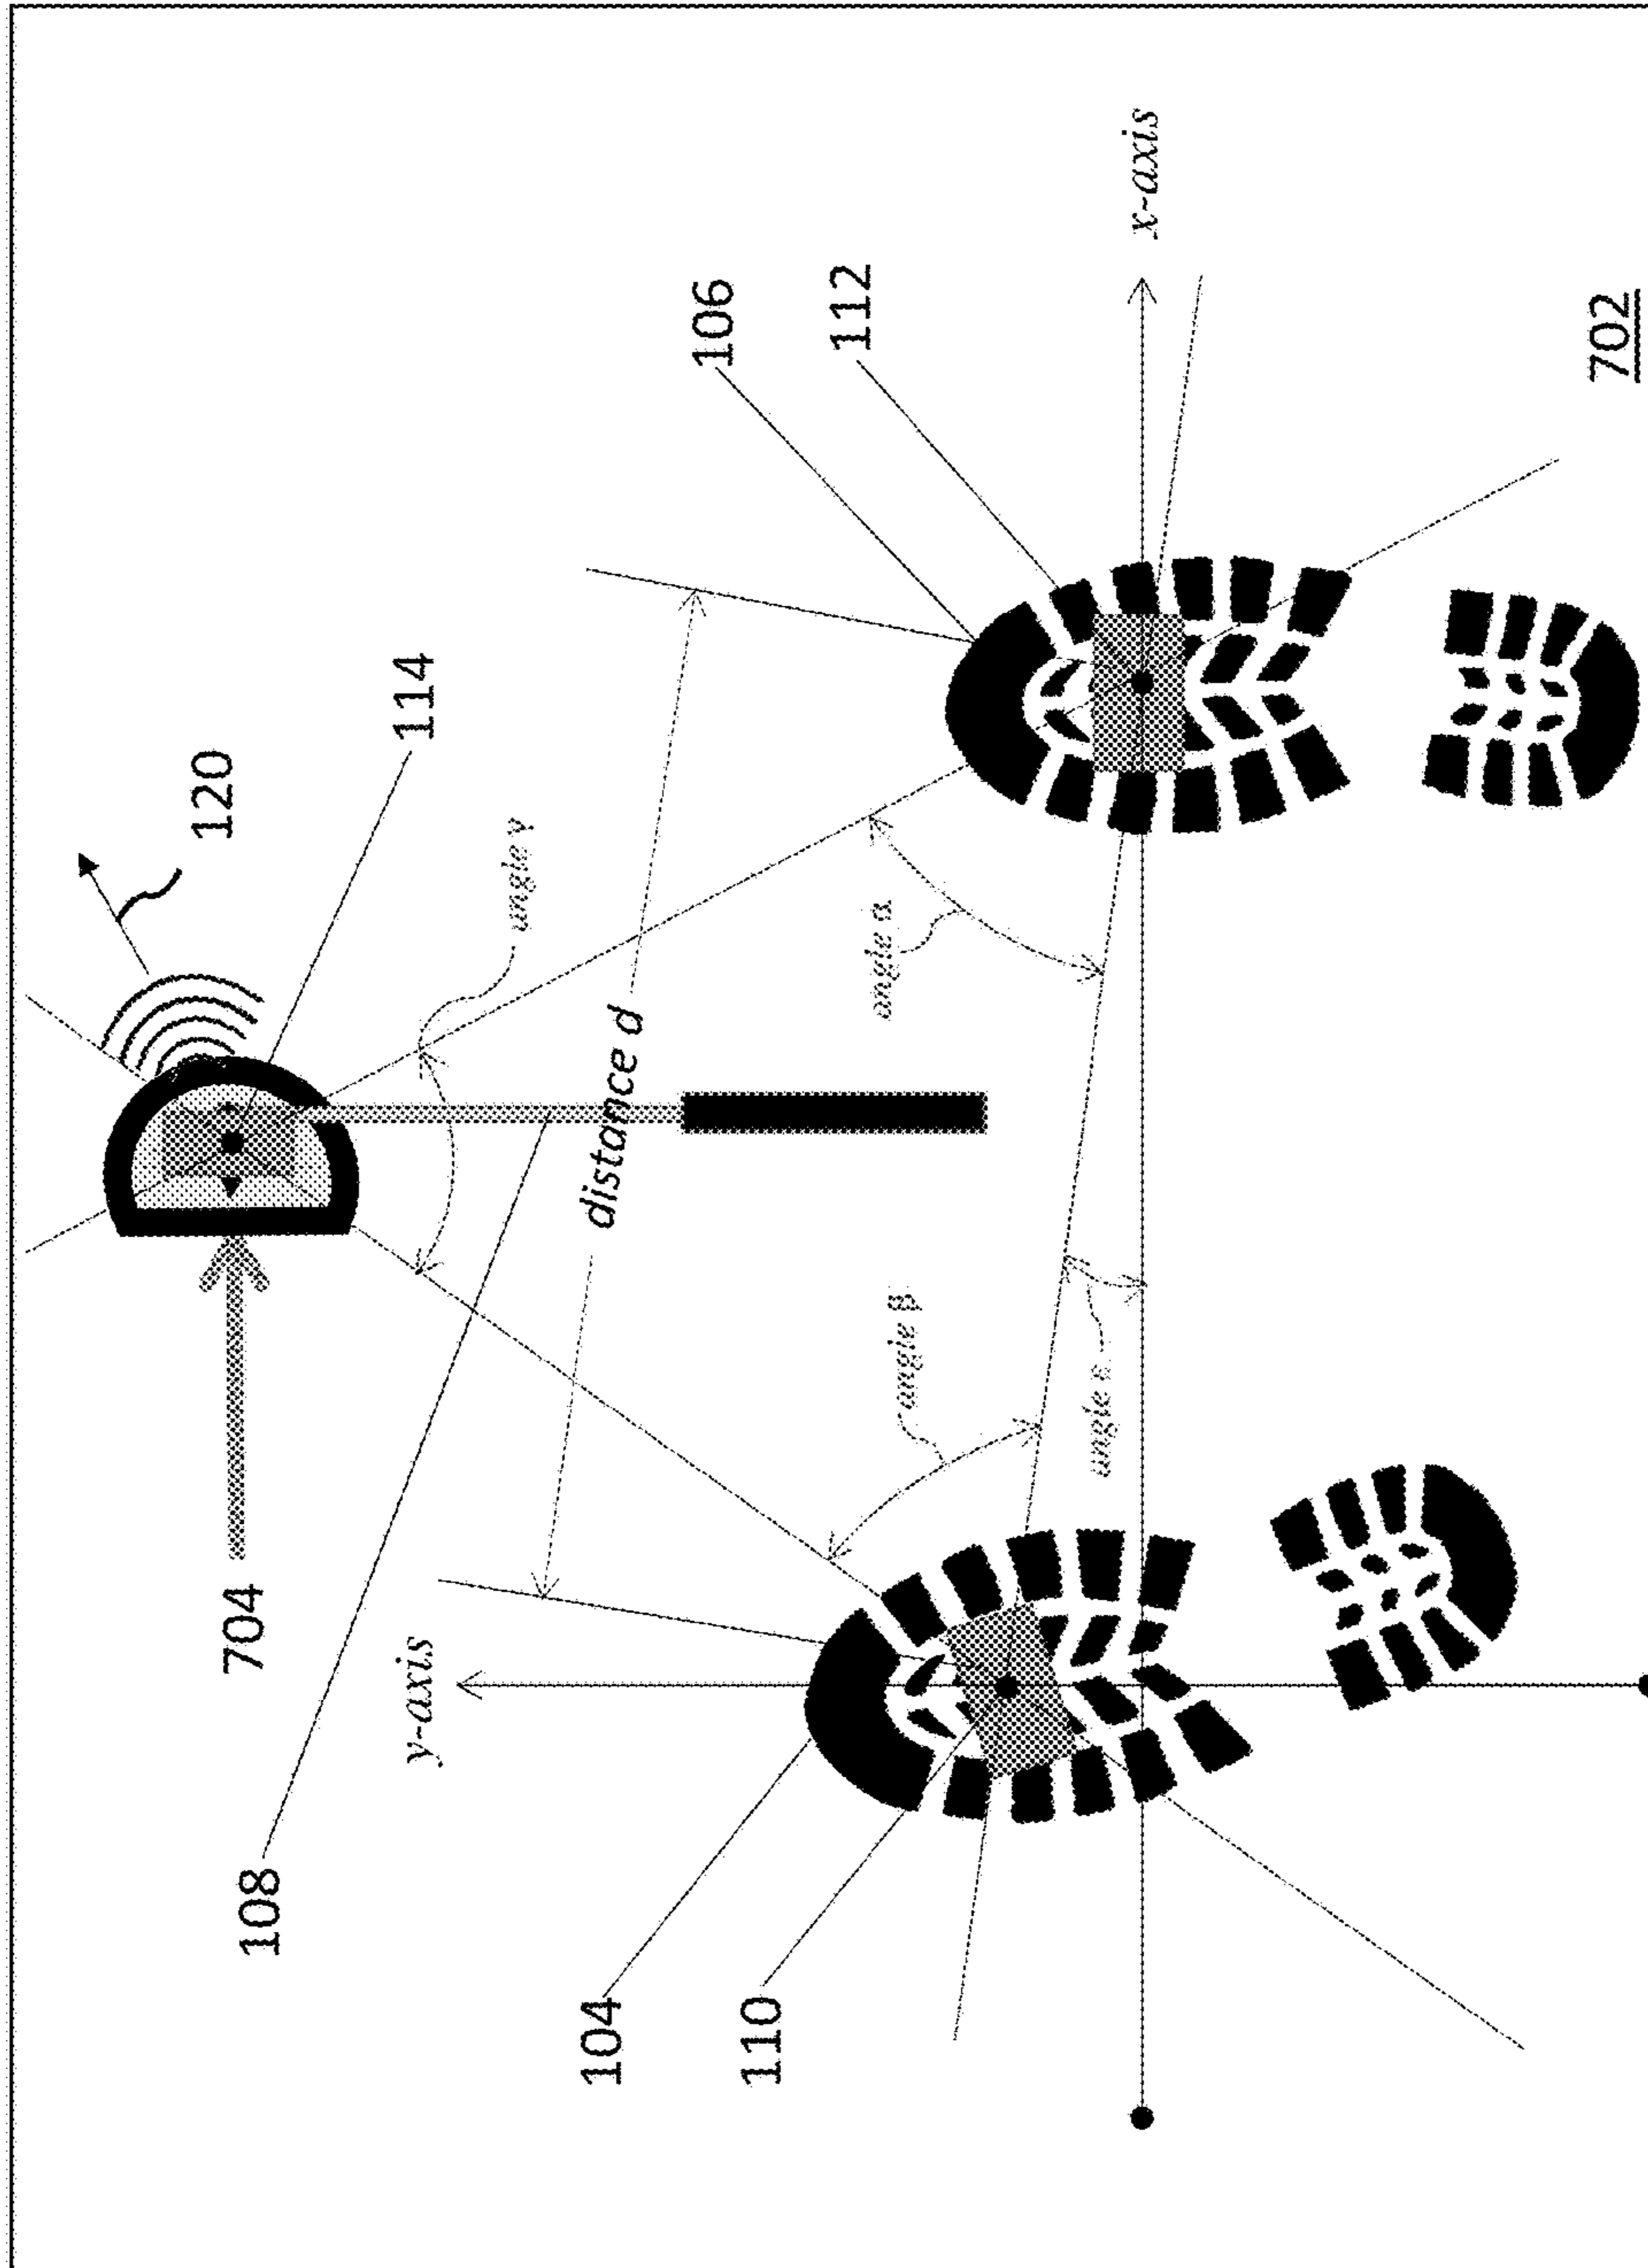 704
120
114
108
y-axis
angle γ
distance d
106
112
104
110
angle β
angle α
angle ε
x-axis
702